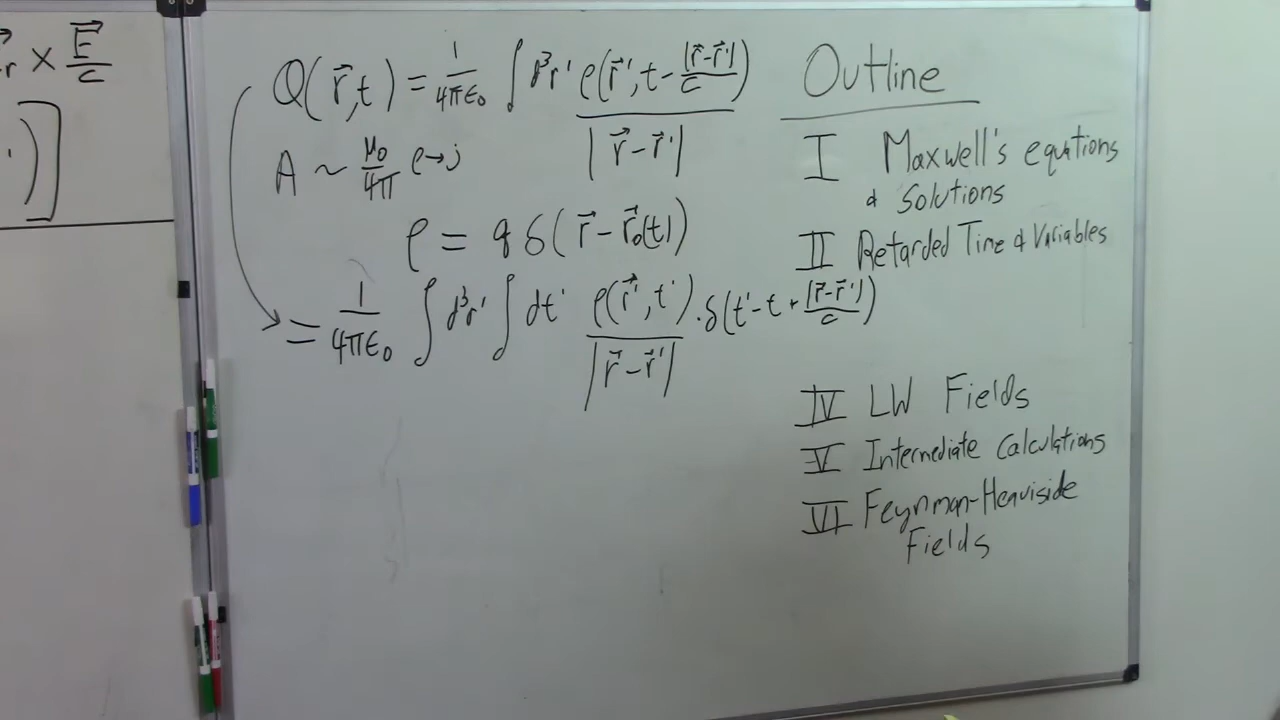 r × E⃗/c
φ(r⃗,t) = 1/4πϵ₀ ∫ d³r' ρ(r⃗', t - |r⃗-r⃗'|/c) / |r⃗-r⃗'|
A ~ μ₀/4π ρ→j
ρ = q δ(r⃗ - r⃗₀(t))
= 1/4πϵ₀ ∫ d³r' ∫ dt' ρ(r⃗', t') / |r⃗-r⃗'| · δ(t' - t + |r⃗-r⃗'|/c)
Outline
I Maxwell's equations
& Solutions
II Retarded Time & Variables
IV LW Fields
V Intermediate Calculations
VI Feynman-Heaviside
Fields